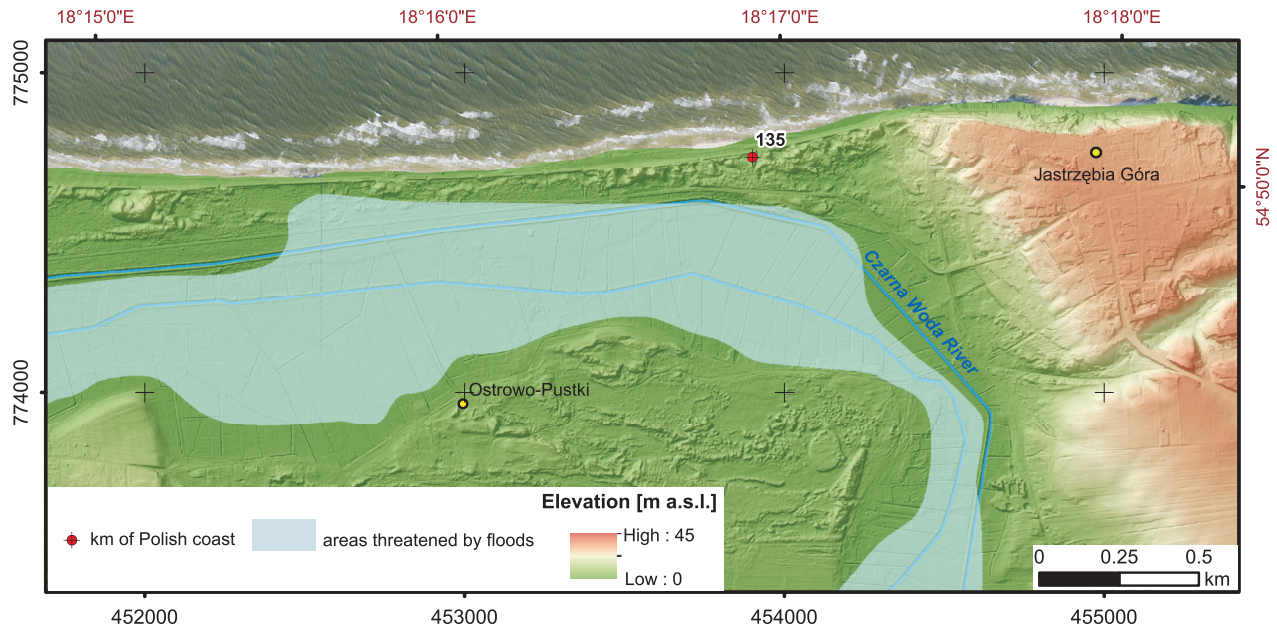 18°15'0"E
18°16'0"E
18°17'0"E
18°18'0"E
775000
135
Jastrzębia Góra
54°50'0"N
Czarna Woda River
774000
Ostrowo-Pustki
Elevation [m a.s.l.]
km of Polish coast
areas threatened by floods
High : 45
Low : 0
0 0.25 0.5
km
452000
453000
454000
455000